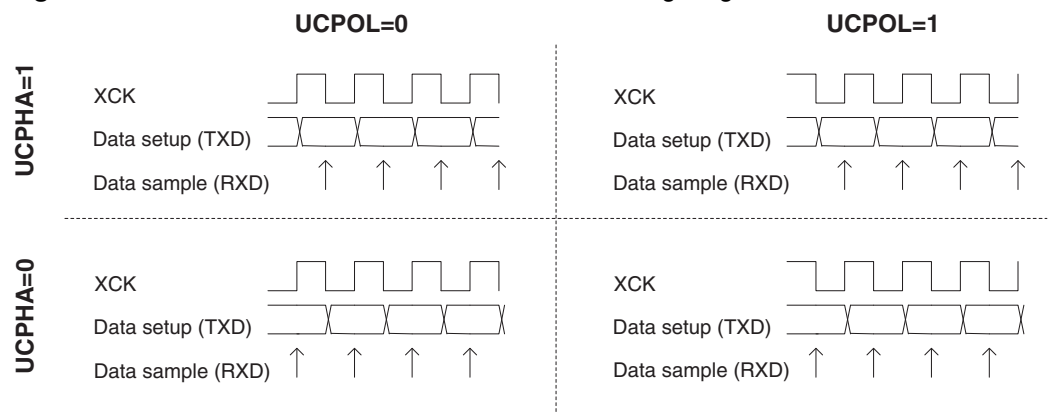 UCPOL=0
UCPOL=1
UCPHA=1
XCK
Data setup (TXD)
Data sample (RXD)
XCK
Data setup (TXD)
Data sample (RXD)
UCPHA=0
XCK
Data setup (TXD)
Data sample (RXD)
XCK
Data setup (TXD)
Data sample (RXD)